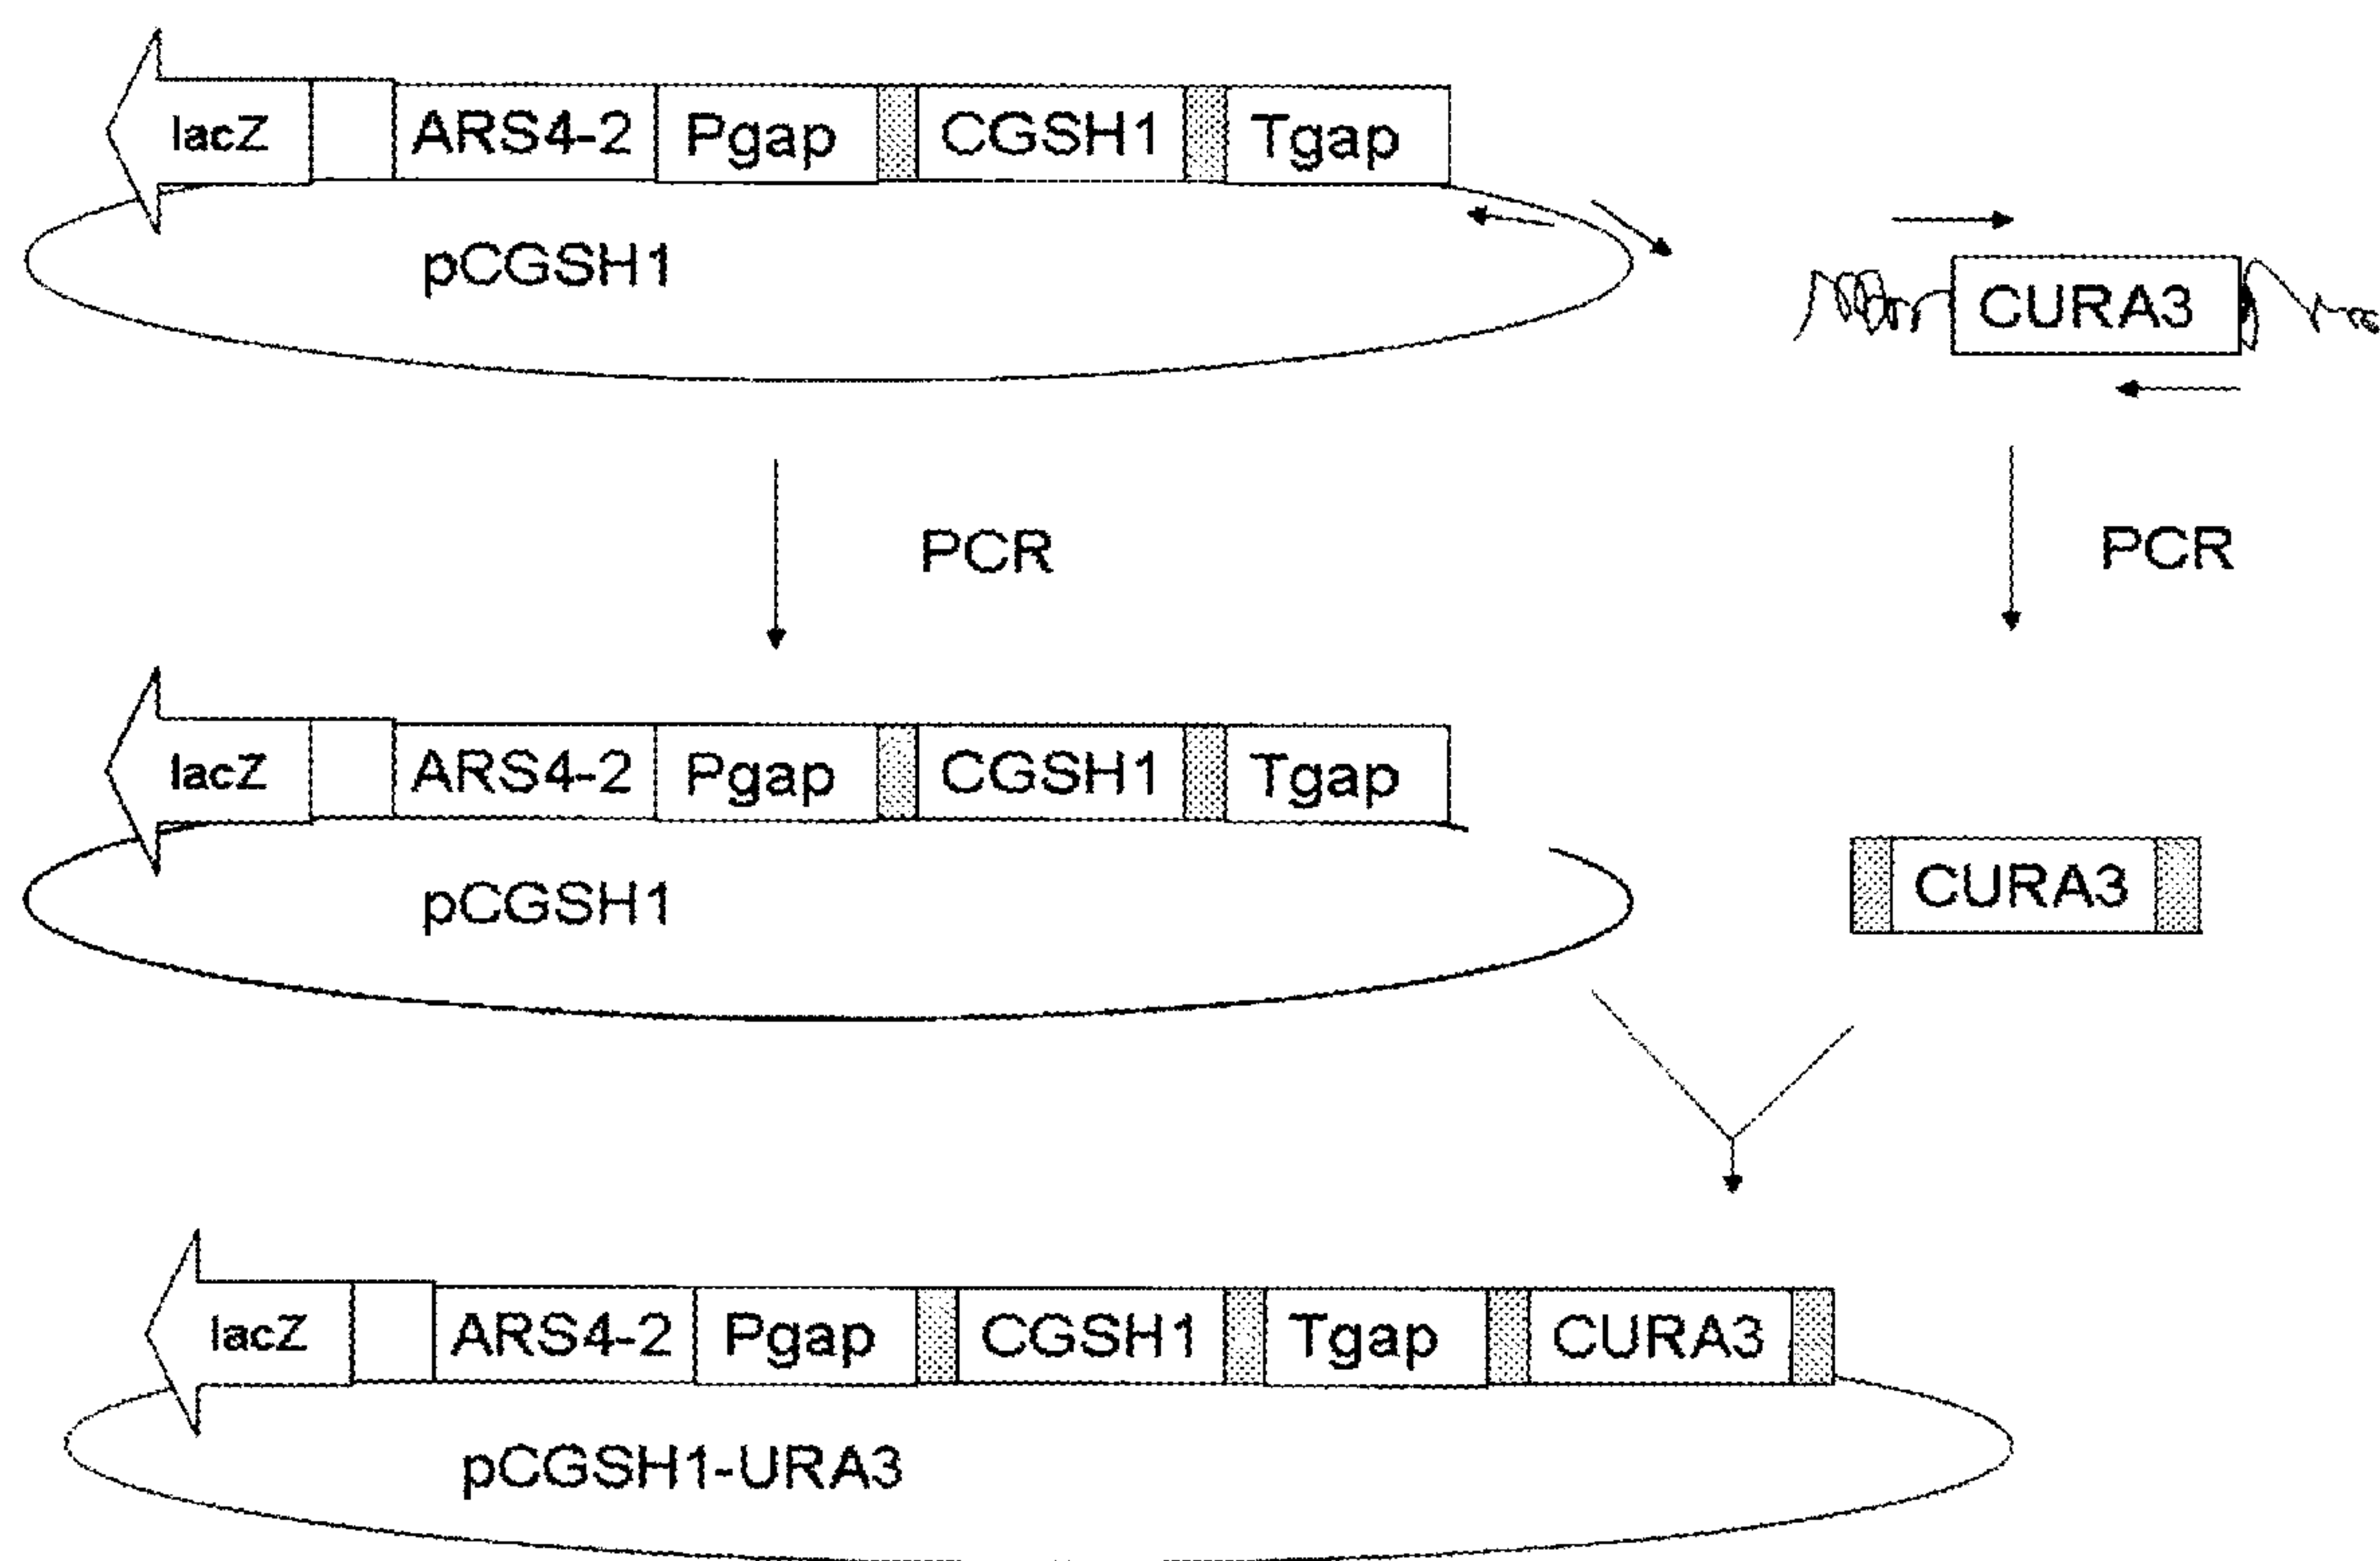 lacZ ARS4-2 Pgap CGSH1 Tgap
pCGSH1
CURA3
PCR
PCR
lacZ ARS4-2 Pgap CGSH1 Tgap
pCGSH1
CURA3
lacZ ARS4-2 Pgap CGSH1 Tgap CURA3
pCGSH1-URA3